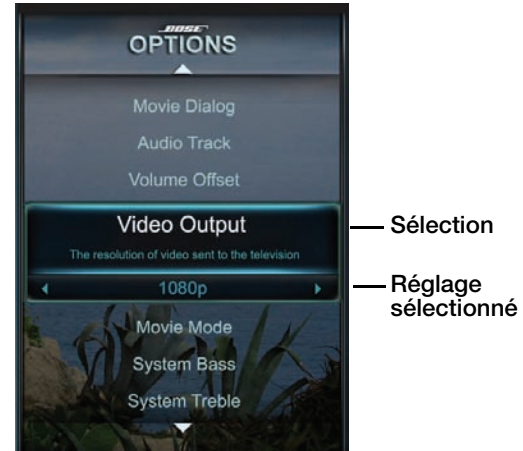 BOSE
OPTIONS
Movie Dialog
Audio Track
Volume Offset
Video Output
The resolution of video sent to the television
1080p
Movie Mode
System Bass
System Treble
Sélection
Réglage
sélectionné